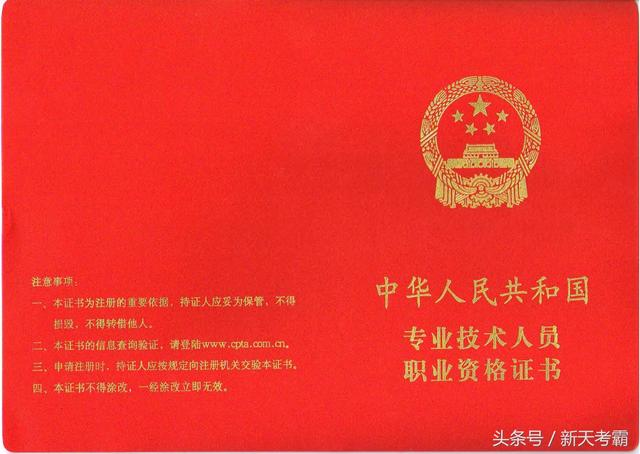 注意事项：
一、本证书为注册的重要依据，持证人应妥为保管，不得
损毁，不得转借他人。
二、本证书的信息查询验证，请登陆www.cpta.com.cn。
三、申请注册时，持证人应按规定向注册机关交验本证书。
四、本证书不得涂改，一经涂改立即无效。
中华人民共和国
专业技术人员
职业资格证书
头条号／新天考霸